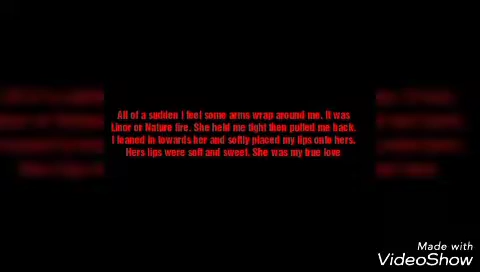 All of a sudden I feel some arms wrap around me. It was
Linor or Nature fire. She held me tight then pulled me back.
I leaned in towards her and softly placed my lips onto hers.
Hers lips were soft and sweet. She was my true love
Made with
VideoShow